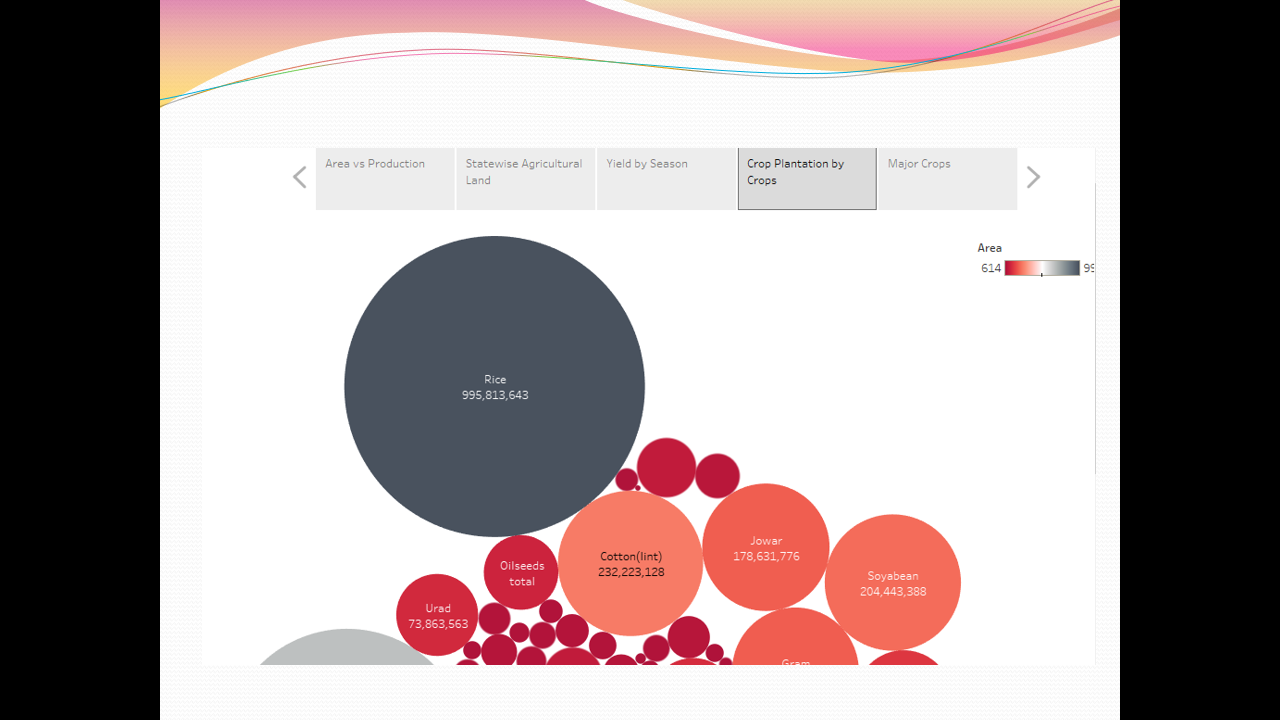 Area vs Production
Statewise Agricultural
Land
Yield by Season
Crop Plantation by
Crops
Major Crops
Area
614
99
Rice
995,813,643
Cotton(lint)
232,223,128
Jowar
178,631,776
Soyabean
204,443,388
Oilseeds
total
Urad
73,863,563
Gram